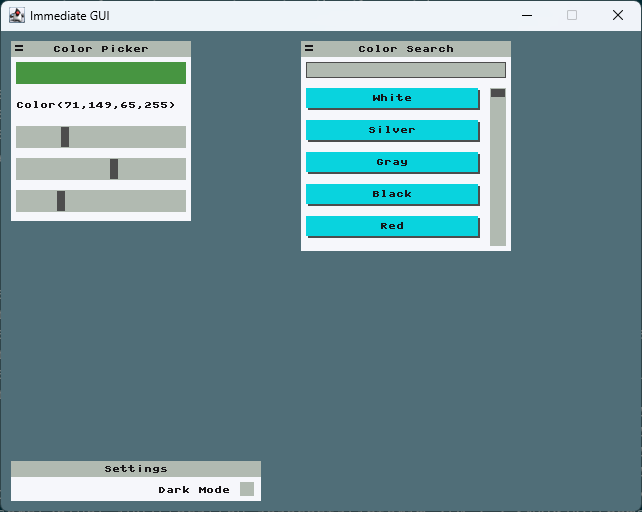 Immediate GUI
Color Picker
Color(71,149,65,255)
Color Search
White
Silver
Gray
Black
Red
Settings
Dark Mode